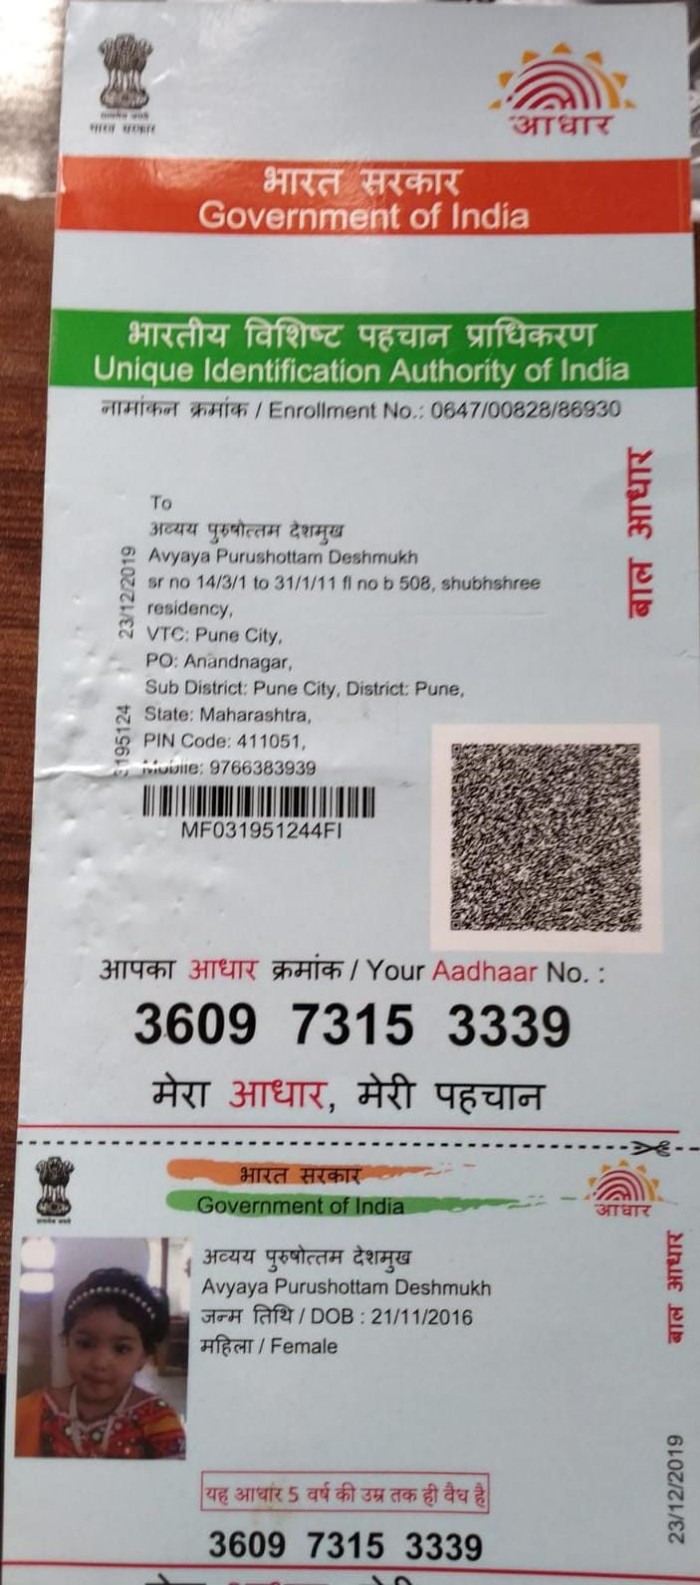 भारत सरकार
आधार
भारत सरकार
Government of India
भारतीय विशिष्ट पहचान प्राधिकरण
Unique Identification Authority of India
नामांकन क्रमांक / Enrollment No.: 0647/00828/86930
बाल आधार
To
अव्यय पुरुषोत्तम देशमुख
Avyaya Purushottam Deshmukh
sr no 14/3/1 to 31/1/11 fl no b 508, shubhshree
residency,
VTC: Pune City,
PO: Anandnagar,
Sub District: Pune City, District: Pune,
State: Maharashtra,
PIN Code: 411051,
Mobile: 9766383939
23/12/2019
MF031951244FI
आपका आधार क्रमांक / Your Aadhaar No. :
3609 7315 3339
मेरा आधार, मेरी पहचान
भारत सरकार
Government of India
आधार
अव्यय पुरुषोत्तम देशमुख
Avyaya Purushottam Deshmukh
जन्म तिथि / DOB : 21/11/2016
महिला / Female
बाल आधार
23/12/2019
यह आधार 5 वर्ष की उम्र तक ही वैध है
3609 7315 3339